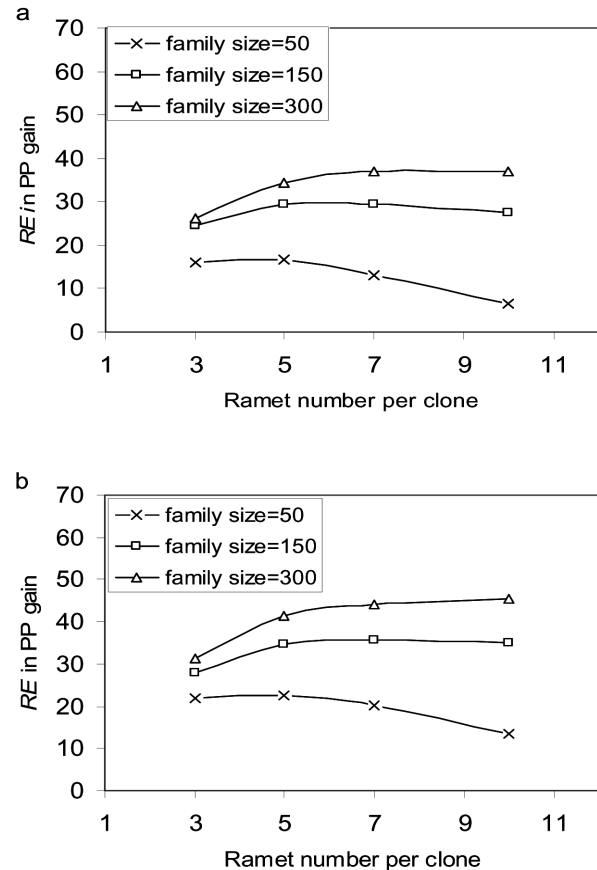 a
70
60
50
40
30
20
10
0
family size=50
family size=150
family size=300
RE in PP gain
1 3 5 7 9 11
Ramet number per clone
b
70
60
50
40
30
20
10
0
family size=50
family size=150
family size=300
RE in PP gain
1 3 5 7 9 11
Ramet number per clone